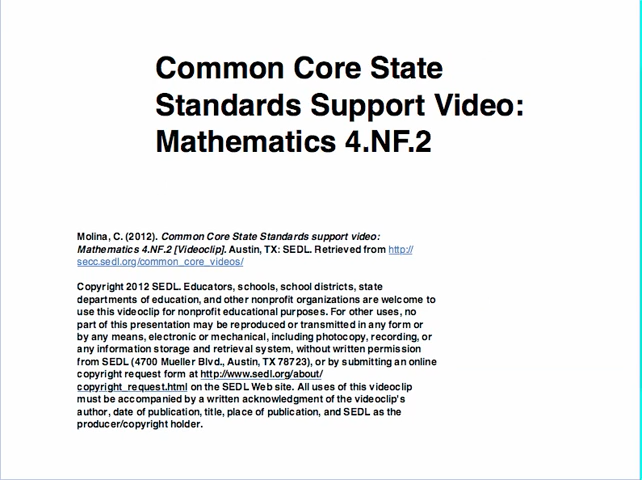 Common Core State
Standards Support Video:
Mathematics 4.NF.2
Molina, C. (2012). Common Core State Standards support video:
Mathematics 4.NF.2 [Videoclip]. Austin, TX: SEDL. Retrieved from http://
secc.sedl.org/common_core_videos/
Copyright 2012 SEDL. Educators, schools, school districts, state
departments of education, and other nonprofit organizations are welcome to
use this videoclip for nonprofit educational purposes. For other uses, no
part of this presentation may be reproduced or transmitted in any form or
by any means, electronic or mechanical, including photocopy, recording, or
any information storage and retrieval system, without written permission
from SEDL (4700 Mueller Blvd., Austin, TX 78723), or by submitting an online
copyright request form at http://www.sedl.org/about/
copyright_request.html on the SEDL Web site. All uses of this videoclip
must be accompanied by a written acknowledgment of the videoclip's
author, date of publication, title, place of publication, and SEDL as the
producer/copyright holder.